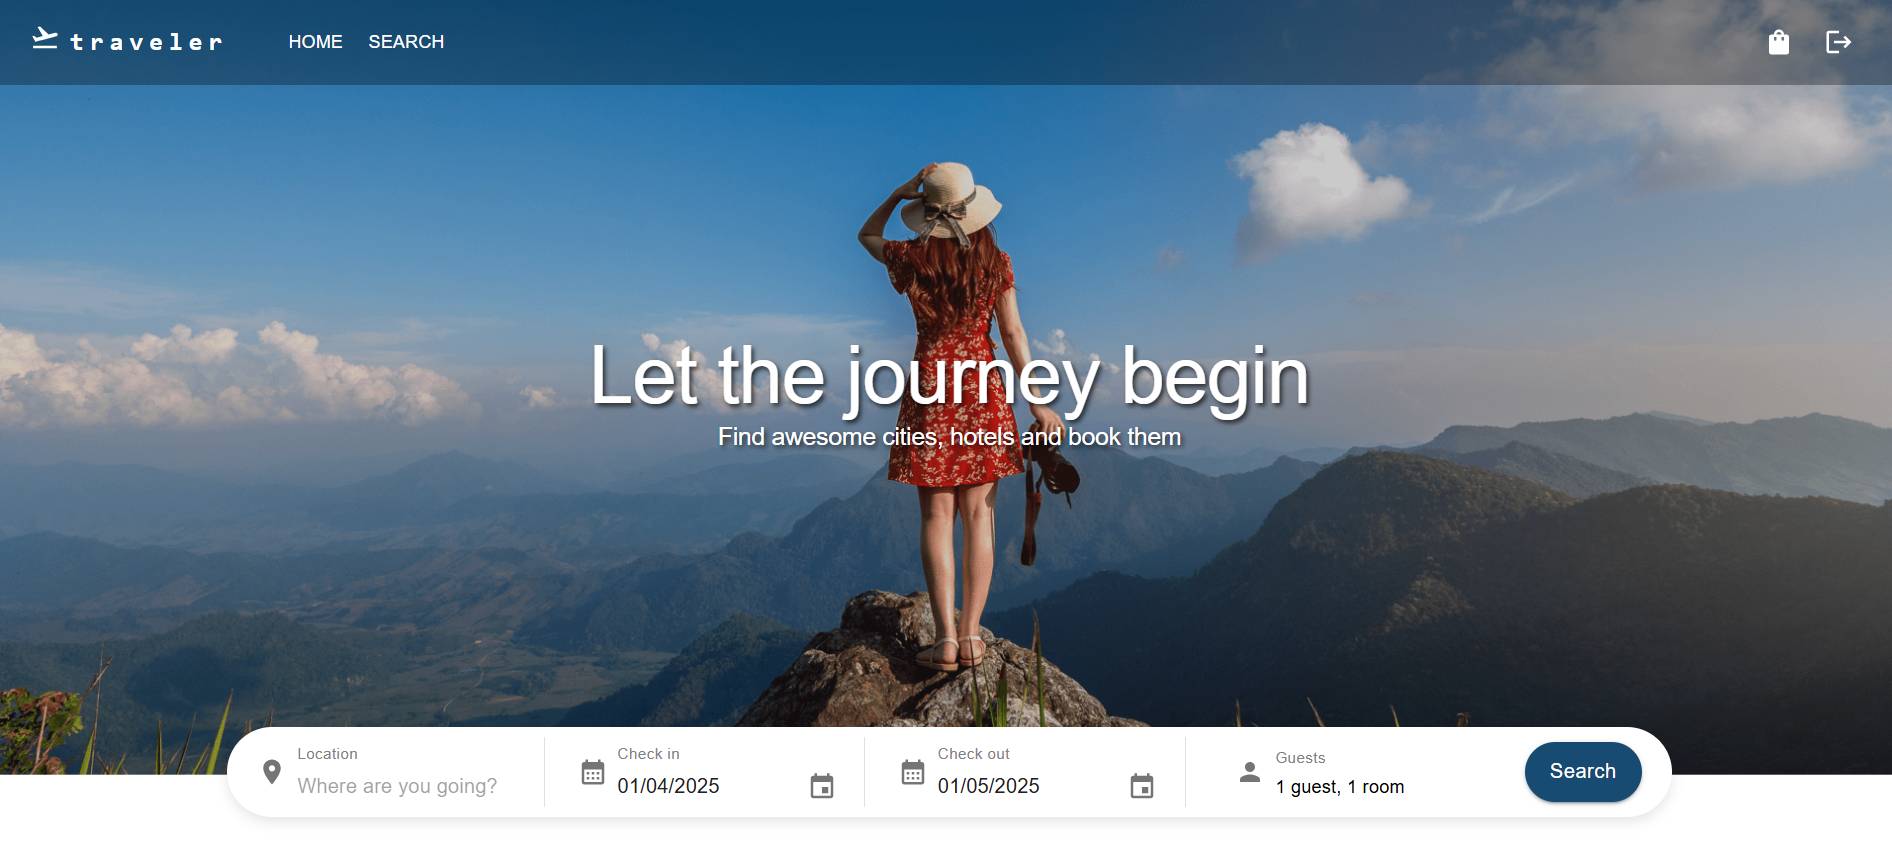 traveler
HOME
SEARCH
Let the journey begin
Find awesome cities, hotels and book them
Location
Where are you going?
Check in
01/04/2025
Check out
01/05/2025
Guests
1 guest, 1 room
Search